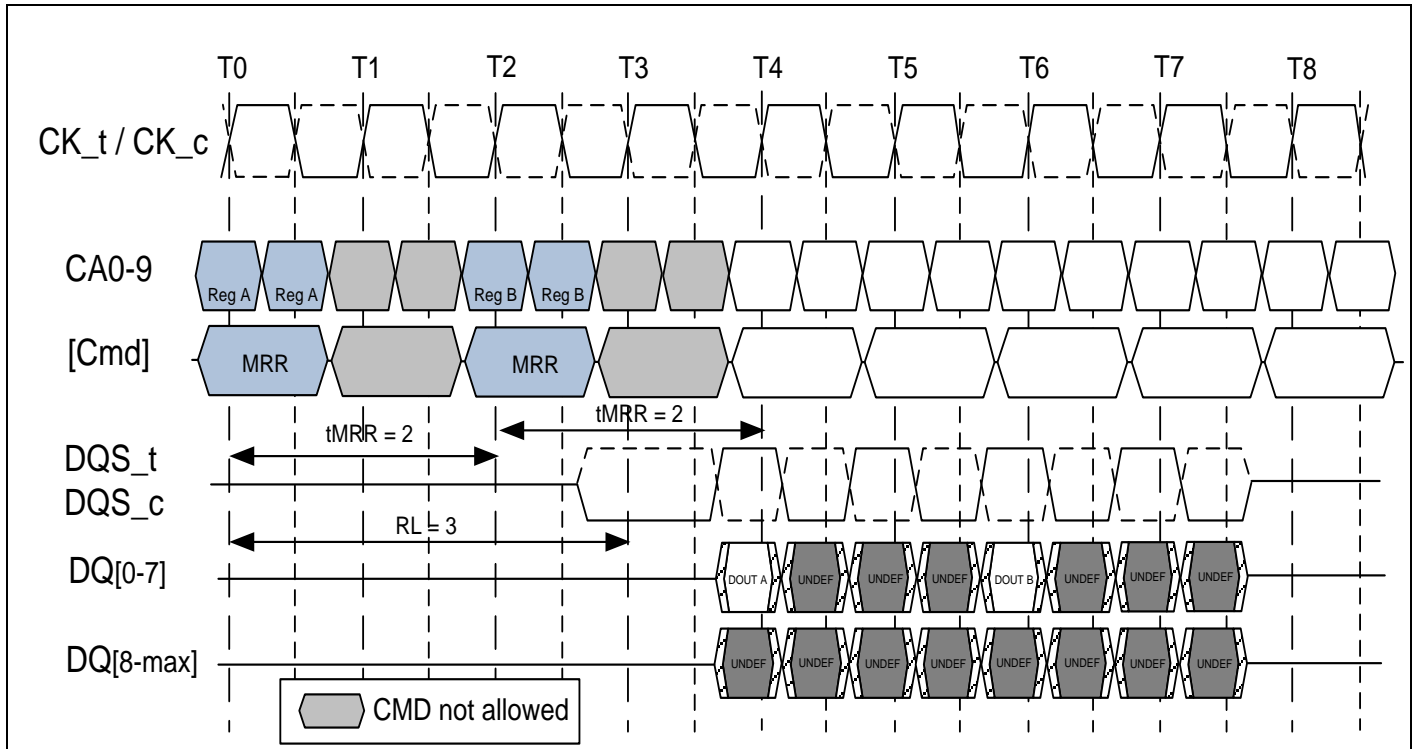 T0 T1 T2 T3 T4 T5 T6 T7 T8
CK_t / CK_c
CA0-9
Reg A Reg A Reg B Reg B
[Cmd]
MRR MRR
tMRR = 2
tMRR = 2
DQS_t
DQS_c
RL = 3
DQ[0-7]
DOUT A UNDEF UNDEF UNDEF DOUT B UNDEF UNDEF UNDEF
DQ[8-max]
UNDEF UNDEF UNDEF UNDEF UNDEF UNDEF UNDEF UNDEF
CMD not allowed